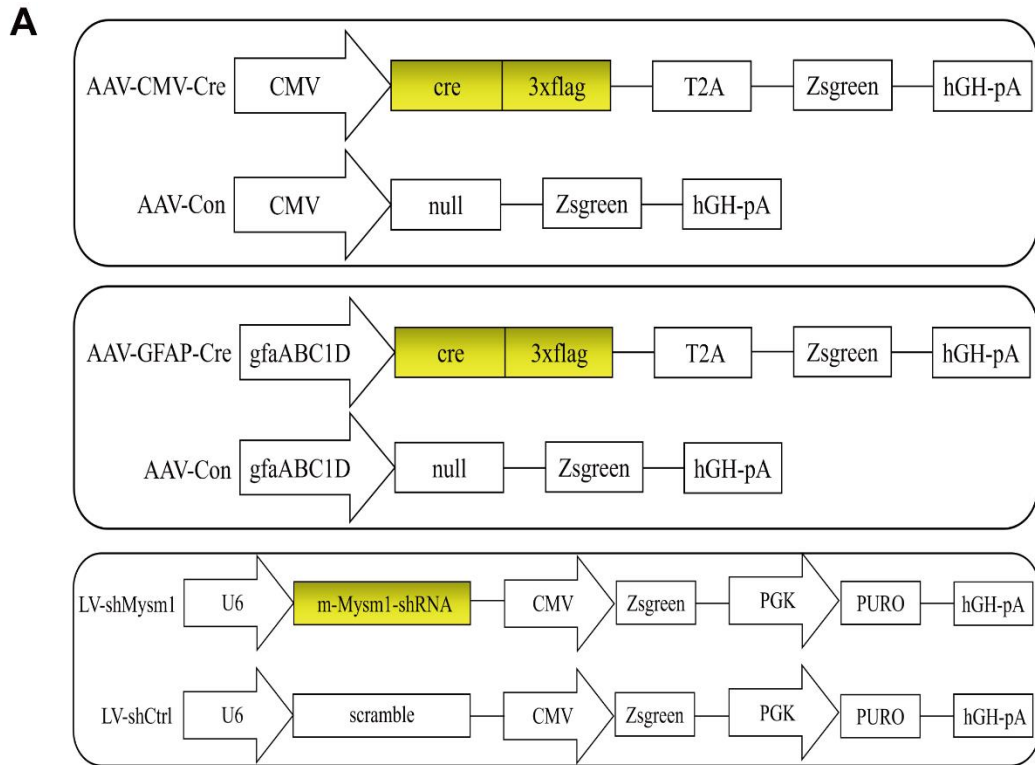 A
AAV-CMV-Cre CMV cre 3xflag T2A Zsgreen hGH-pA
AAV-Con CMV null Zsgreen hGH-pA
AAV-GFAP-Cre gfaABC1D cre 3xflag T2A Zsgreen hGH-pA
AAV-Con gfaABC1D null Zsgreen hGH-pA
LV-shMysm1 U6 m-Mysm1-shRNA CMV Zsgreen PGK PURO hGH-pA
LV-shCtrl U6 scramble CMV Zsgreen PGK PURO hGH-pA